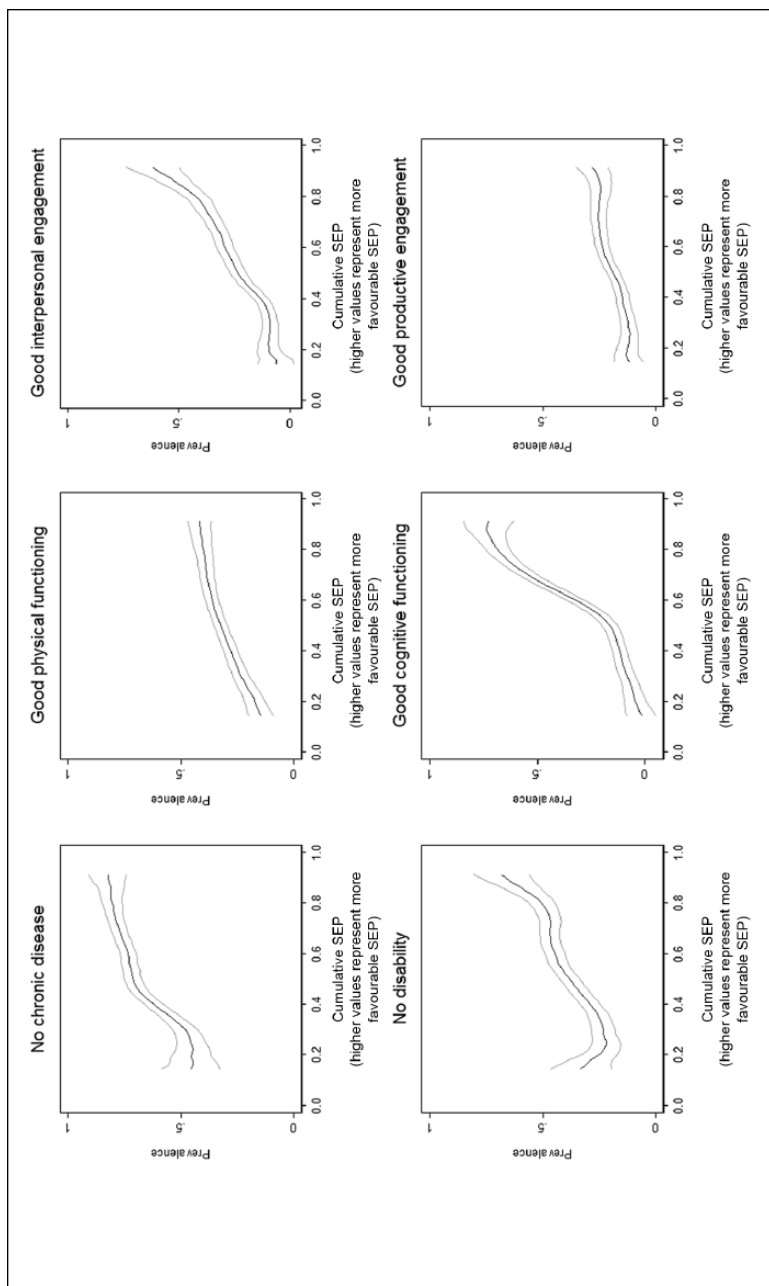 No chronic disease
Prevalence
1
.5
0
0.0 0.2 0.4 0.6 0.8 1.0
Cumulative SEP
(higher values represent more
favourable SEP)
Good physical functioning
Prevalence
1
.5
0
0.0 0.2 0.4 0.6 0.8 1.0
Cumulative SEP
(higher values represent more
favourable SEP)
Good interpersonal engagement
Prevalence
1
.5
0
0.0 0.2 0.4 0.6 0.8 1.0
Cumulative SEP
(higher values represent more
favourable SEP)
No disability
Prevalence
1
.5
0
0.0 0.2 0.4 0.6 0.8 1.0
Cumulative SEP
(higher values represent more
favourable SEP)
Good cognitive functioning
Prevalence
1
.5
0
0.0 0.2 0.4 0.6 0.8 1.0
Cumulative SEP
(higher values represent more
favourable SEP)
Good productive engagement
Prevalence
1
.5
0
0.0 0.2 0.4 0.6 0.8 1.0
Cumulative SEP
(higher values represent more
favourable SEP)